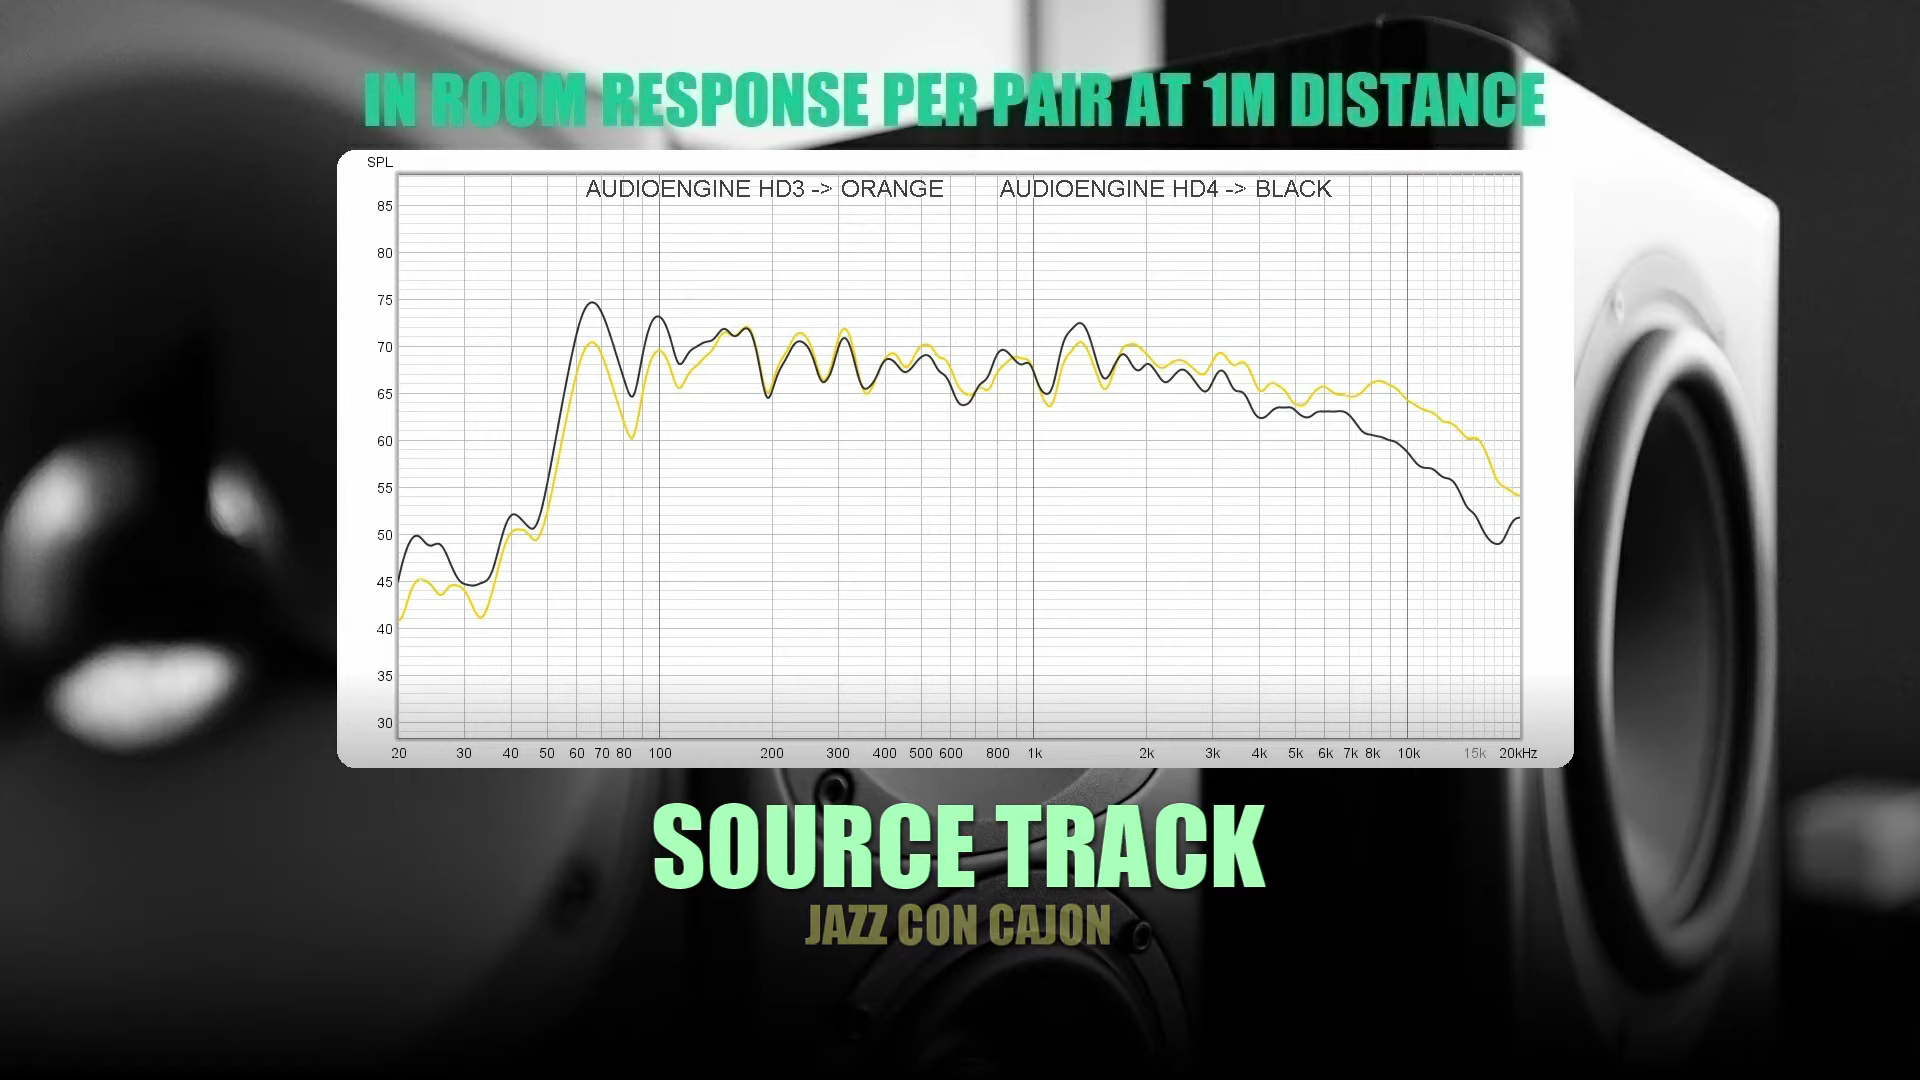 IN ROOM RESPONSE PER PAIR AT 1M DISTANCE
SPL
AUDIOENGINE HD3 -> ORANGE AUDIOENGINE HD4 -> BLACK
85
80
75
70
65
60
55
50
45
40
35
30
20 30 40 50 60 70 80 100 200 300 400 500 600 800 1k 2k 3k 4k 5k 6k 7k 8k 10k 15k 20kHz
SOURCE TRACK
JAZZ CON CAJON